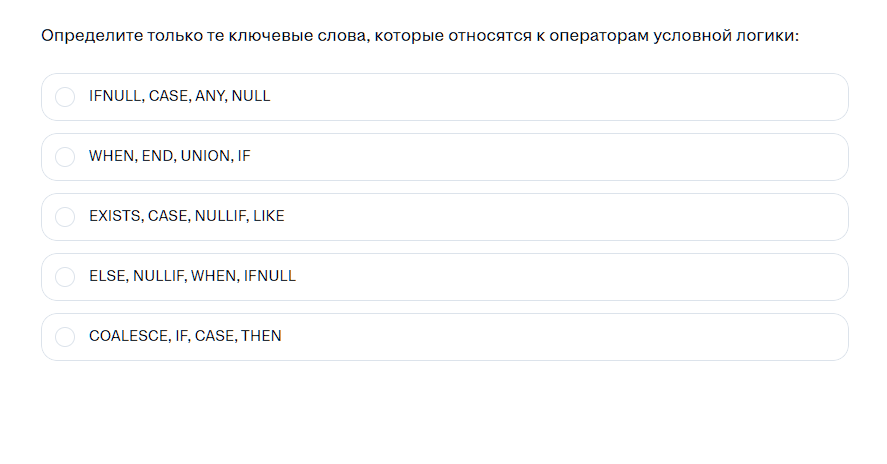 Определите только те ключевые слова, которые относятся к операторам условной логики:
IFNULL, CASE, ANY, NULL
WHEN, END, UNION, IF
EXISTS, CASE, NULLIF, LIKE
ELSE, NULLIF, WHEN, IFNULL
COALESCE, IF, CASE, THEN